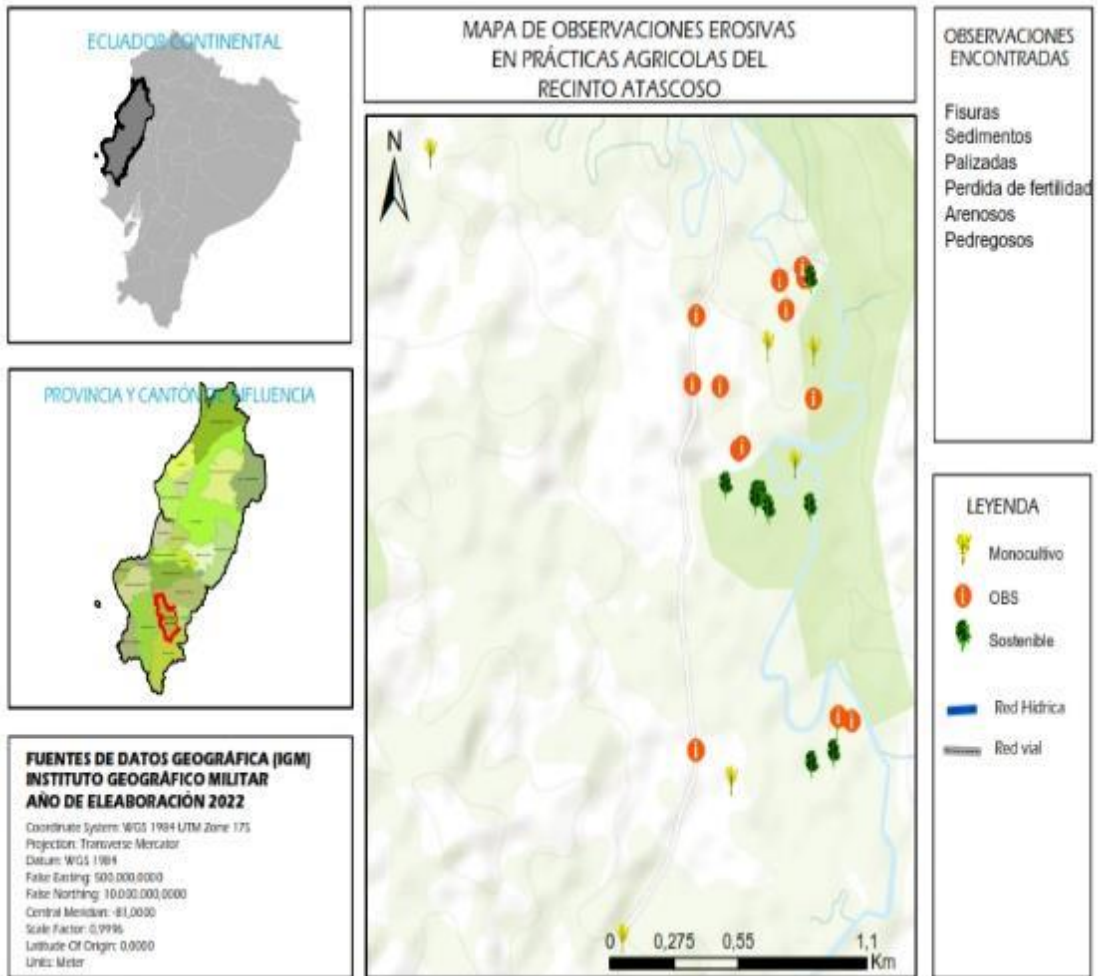 ECUADOR CONTINENTAL
MAPA DE OBSERVACIONES EROSIVAS
EN PRÁCTICAS AGRICOLAS DEL
RECINTO ATASCOSO
OBSERVACIONES
ENCONTRADAS
Fisuras
Sedimentos
Palizadas
Perdida de fertilidad
Arenosos
Pedregosos
N
PROVINCIA Y CANTÓN DE INFLUENCIA
LEYENDA
Monocultivo
OBS
Sostenible
Red Hídrica
Red vial
FUENTES DE DATOS GEOGRÁFICA (IGM)
INSTITUTO GEOGRÁFICO MILITAR
AÑO DE ELEABORACIÓN 2022
Coordinate System: WGS 1984 UTM Zone 17S
Projection: Transverse Mercator
Datum: WGS 1984
False Easting: 500.000,0000
False Northing: 10.000.000,0000
Central Meridian: -81,0000
Scale Factor: 0,9996
Latitude Of Origin: 0,0000
Units: Meter
0 0,275 0,55 1,1
Km